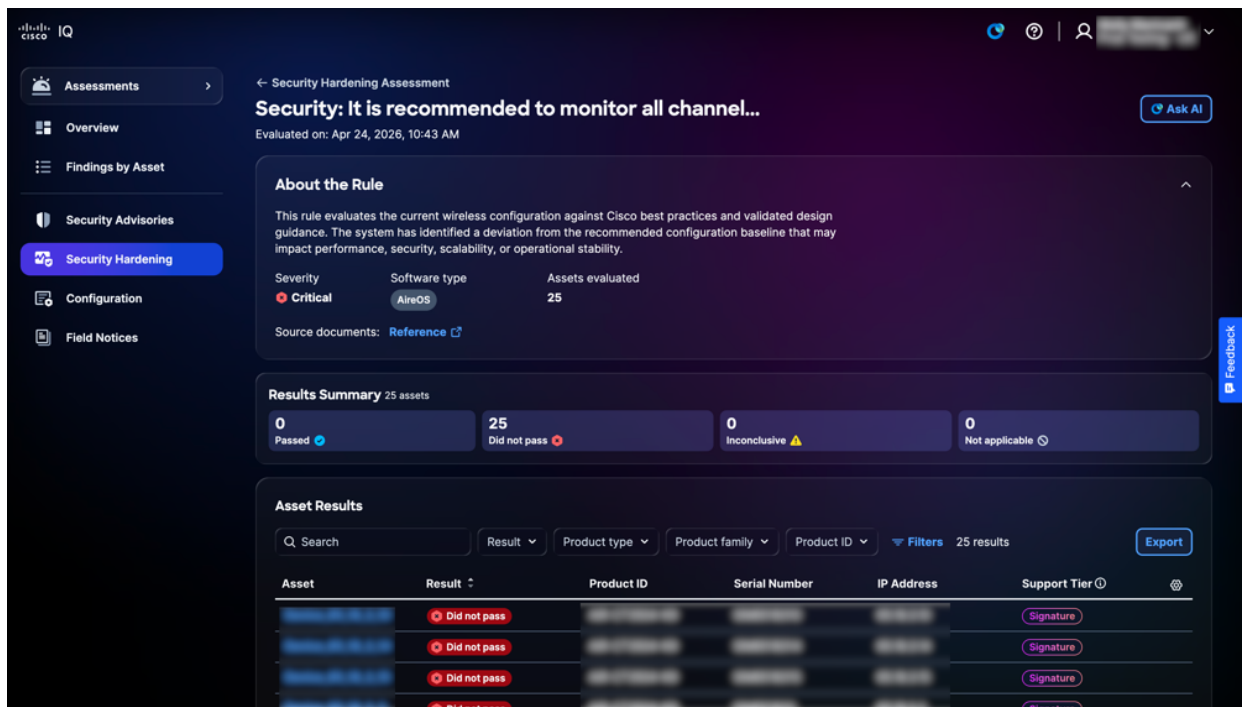 cisco IQ
Assessments
Overview
Findings by Asset
Security Advisories
Security Hardening
Configuration
Field Notices
← Security Hardening Assessment
Security: It is recommended to monitor all channel...
Evaluated on: Apr 24, 2026, 10:43 AM
Ask AI
About the Rule
This rule evaluates the current wireless configuration against Cisco best practices and validated design
guidance. The system has identified a deviation from the recommended configuration baseline that may
impact performance, security, scalability, or operational stability.
Severity Software type Assets evaluated
Critical AireOS 25
Source documents: Reference
Feedback
Results Summary 25 assets
0 25 0 0
Passed Did not pass Inconclusive Not applicable
Asset Results
Search Result Product type Product family Product ID Filters 25 results Export
Asset Result Product ID Serial Number IP Address Support Tier
Did not pass Signature
Did not pass Signature
Did not pass Signature